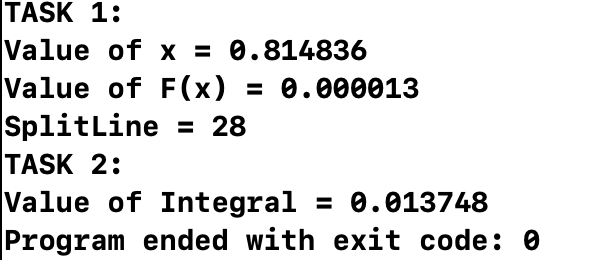 TASK 1:
Value of x = 0.814836
Value of F(x) = 0.000013
SplitLine = 28
TASK 2:
Value of Integral = 0.013748
Program ended with exit code: 0